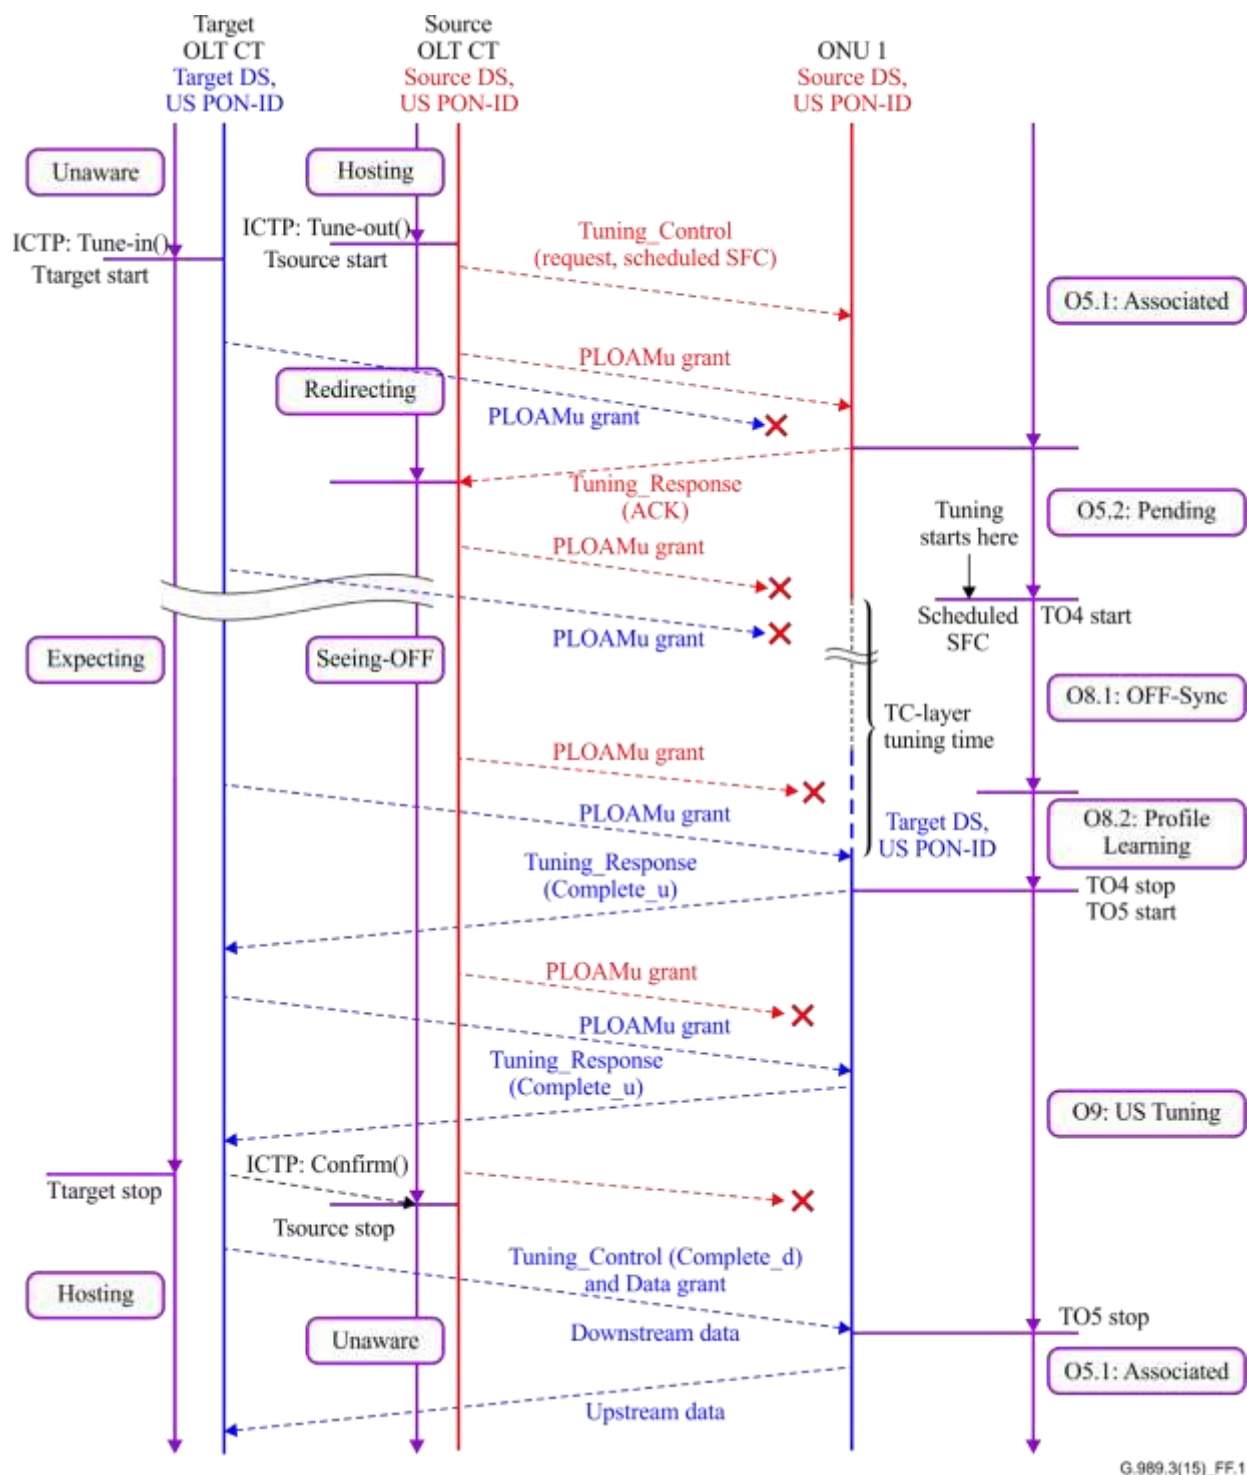 Target
OLT CT
Target DS,
US PON-ID
Source
OLT CT
Source DS,
US PON-ID
ONU 1
Source DS,
US PON-ID
Unaware
Hosting
ICTP: Tune-in()
Ttarget start
ICTP: Tune-out()
Tsource start
Tuning_Control
(request, scheduled SFC)
O5.1: Associated
PLOAMu grant
Redirecting
PLOAMu grant
Tuning_Response
(ACK)
O5.2: Pending
Tuning
starts here
PLOAMu grant
Scheduled
SFC
TO4 start
PLOAMu grant
Expecting
Seeing-OFF
O8.1: OFF-Sync
TC-layer
tuning time
PLOAMu grant
PLOAMu grant
Target DS,
US PON-ID
O8.2: Profile
Learning
Tuning_Response
(Complete_u)
TO4 stop
TO5 start
PLOAMu grant
PLOAMu grant
Tuning_Response
(Complete_u)
O9: US Tuning
ICTP: Confirm()
Ttarget stop
Tsource stop
Tuning_Control (Complete_d)
and Data grant
Hosting
Unaware
Downstream data
TO5 stop
O5.1: Associated
Upstream data
G.989.3(15)_FF.1